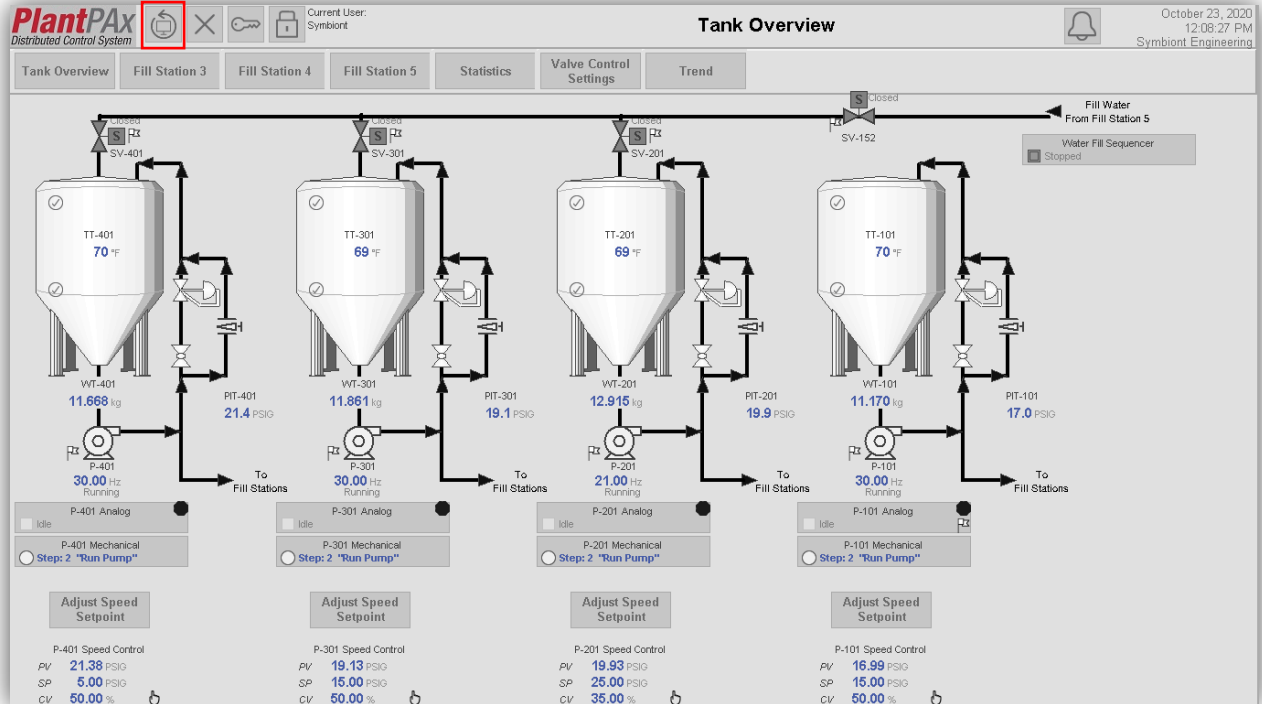 PlantPAx
Distributed Control System
Current User:
Symbiont
Tank Overview
October 23, 2020
12:08:27 PM
Symbiont Engineering
Tank Overview
Fill Station 3
Fill Station 4
Fill Station 5
Statistics
Valve Control
Settings
Trend
Closed
S
SV-401
Closed
S
SV-301
Closed
S
SV-201
Closed
S
SV-152
Fill Water
From Fill Station 5
Water Fill Sequencer
Stopped
TT-401
70 °F
TT-301
69 °F
TT-201
69 °F
TT-101
70 °F
WT-401
11.668 kg
PIT-401
21.4 PSIG
WT-301
11.861 kg
PIT-301
19.1 PSIG
WT-201
12.915 kg
PIT-201
19.9 PSIG
WT-101
11.170 kg
PIT-101
17.0 PSIG
P-401
30.00 Hz
Running
To
Fill Stations
P-301
30.00 Hz
Running
To
Fill Stations
P-201
21.00 Hz
Running
To
Fill Stations
P-101
30.00 Hz
Running
To
Fill Stations
P-401 Analog
Idle
P-301 Analog
Idle
P-201 Analog
Idle
P-101 Analog
Idle
P-401 Mechanical
Step: 2 "Run Pump"
P-301 Mechanical
Step: 2 "Run Pump"
P-201 Mechanical
Step: 2 "Run Pump"
P-101 Mechanical
Step: 2 "Run Pump"
Adjust Speed
Setpoint
Adjust Speed
Setpoint
Adjust Speed
Setpoint
Adjust Speed
Setpoint
P-401 Speed Control
PV 21.38 PSIG
SP 5.00 PSIG
CV 50.00 %
P-301 Speed Control
PV 19.13 PSIG
SP 15.00 PSIG
CV 50.00 %
P-201 Speed Control
PV 19.93 PSIG
SP 25.00 PSIG
CV 35.00 %
P-101 Speed Control
PV 16.99 PSIG
SP 15.00 PSIG
CV 50.00 %